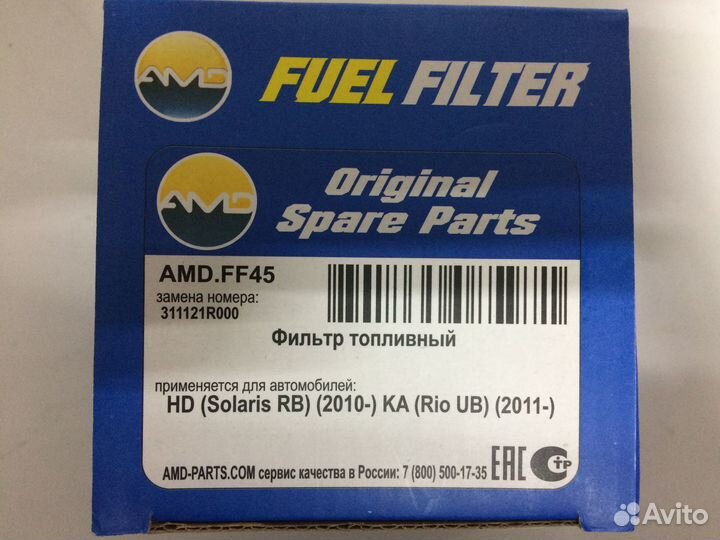 AMD
FUEL FILTER
AMD
Original
Spare Parts
AMD.FF45
замена номера:
311121R000
Фильтр топливный
применяется для автомобилей:
HD (Solaris RB) (2010-) KA (Rio UB) (2011-)
AMD-PARTS.COM сервис качества в России: 7 (800) 500-17-35
EAC
СТР
Avito